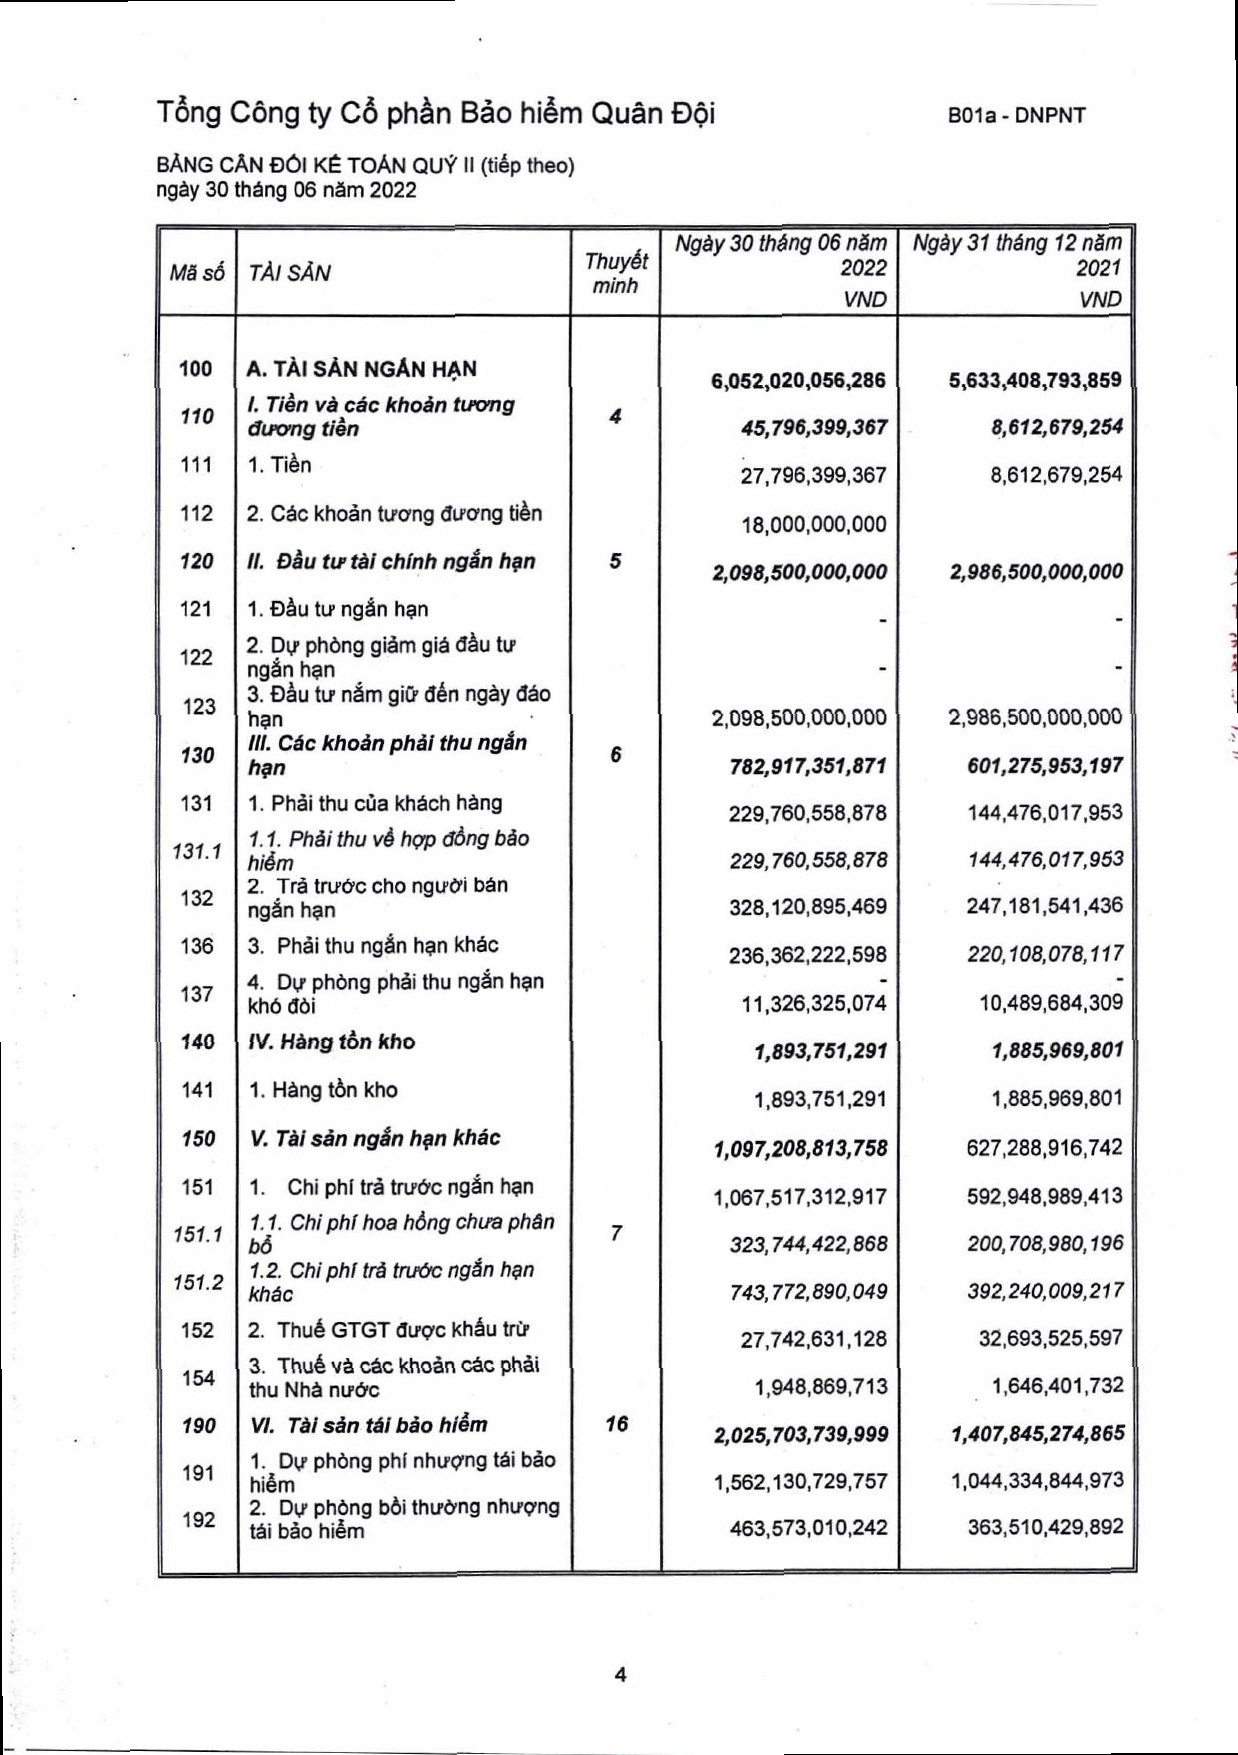 Tổng Công ty Cổ phần Bảo hiểm Quân Đội
B01a - DNPNT
BẢNG CÂN ĐỐI KẾ TOÁN QUÝ II (tiếp theo)
ngày 30 tháng 06 năm 2022
Mã số TÀI SẢN Thuyết minh Ngày 30 tháng 06 năm 2022 VND Ngày 31 tháng 12 năm 2021 VND
100 A. TÀI SẢN NGẮN HẠN 6,052,020,056,286 5,633,408,793,859
110 I. Tiền và các khoản tương đương tiền 4 45,796,399,367 8,612,679,254
111 1. Tiền 27,796,399,367 8,612,679,254
112 2. Các khoản tương đương tiền 18,000,000,000
120 II. Đầu tư tài chính ngắn hạn 5 2,098,500,000,000 2,986,500,000,000
121 1. Đầu tư ngắn hạn - -
122 2. Dự phòng giảm giá đầu tư ngắn hạn - -
123 3. Đầu tư nắm giữ đến ngày đáo hạn 2,098,500,000,000 2,986,500,000,000
130 III. Các khoản phải thu ngắn hạn 6 782,917,351,871 601,275,953,197
131 1. Phải thu của khách hàng 229,760,558,878 144,476,017,953
131.1 1.1. Phải thu về hợp đồng bảo hiểm 229,760,558,878 144,476,017,953
132 2. Trả trước cho người bán ngắn hạn 328,120,895,469 247,181,541,436
136 3. Phải thu ngắn hạn khác 236,362,222,598 220,108,078,117
137 4. Dự phòng phải thu ngắn hạn khó đòi - 11,326,325,074 - 10,489,684,309
140 IV. Hàng tồn kho 1,893,751,291 1,885,969,801
141 1. Hàng tồn kho 1,893,751,291 1,885,969,801
150 V. Tài sản ngắn hạn khác 1,097,208,813,758 627,288,916,742
151 1. Chi phí trả trước ngắn hạn 1,067,517,312,917 592,948,989,413
151.1 1.1. Chi phí hoa hồng chưa phân bổ 7 323,744,422,868 200,708,980,196
151.2 1.2. Chi phí trả trước ngắn hạn khác 743,772,890,049 392,240,009,217
152 2. Thuế GTGT được khấu trừ 27,742,631,128 32,693,525,597
154 3. Thuế và các khoản các phải thu Nhà nước 1,948,869,713 1,646,401,732
190 VI. Tài sản tái bảo hiểm 16 2,025,703,739,999 1,407,845,274,865
191 1. Dự phòng phí nhượng tái bảo hiểm 1,562,130,729,757 1,044,334,844,973
192 2. Dự phòng bồi thường nhượng tái bảo hiểm 463,573,010,242 363,510,429,892
4